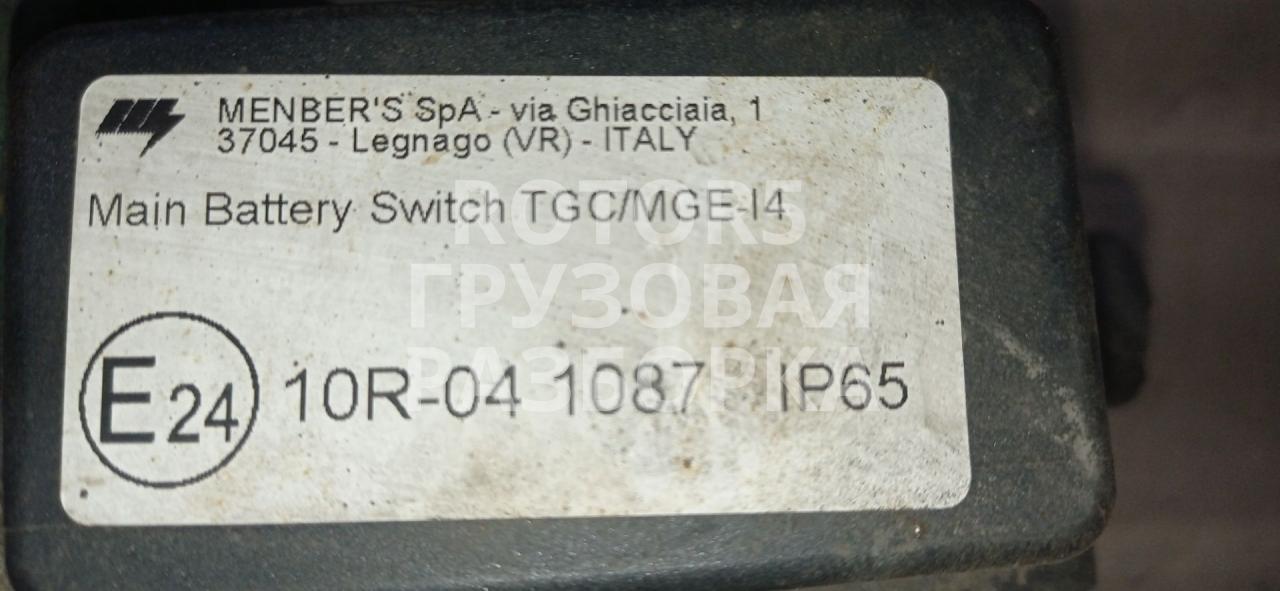 MENBER'S SpA - via Ghiacciaia, 1
37045 - Legnago (VR) - ITALY
Main Battery Switch TGC/MGE-I4
ROTOR5
ГРУЗОВАЯ
РАЗБОРКА
E24 10R-04 1087 IP65